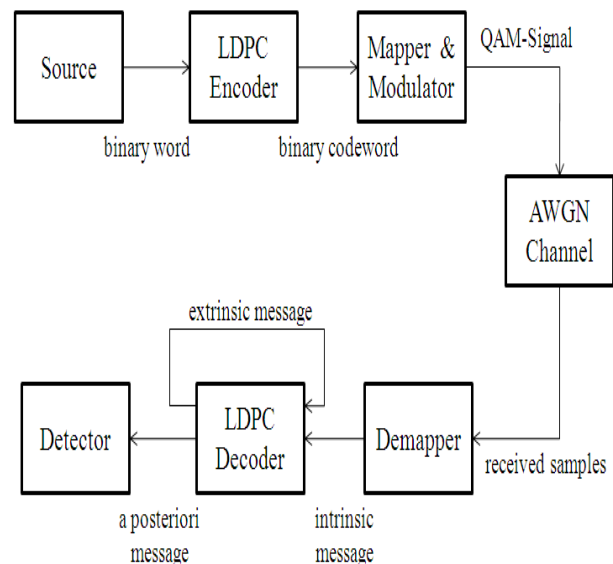 Source
LDPC
Encoder
Mapper &
Modulator
QAM-Signal
binary word
binary codeword
AWGN
Channel
extrinsic message
Detector
LDPC
Decoder
Demapper
received samples
a posteriori
message
intrinsic
message